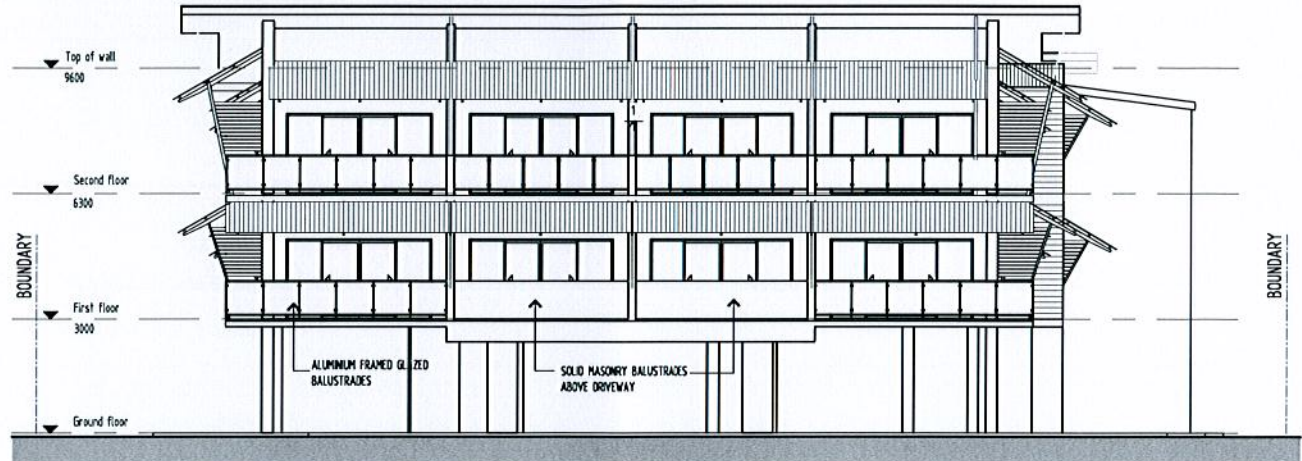 Top of wall
9600
1
Second floor
6300
BOUNDARY
BOUNDARY
First floor
3000
ALUMINIUM FRAMED GLAZED
BALUSTRADES
SOLID MASONRY BALUSTRADES
ABOVE DRIVEWAY
Ground floor